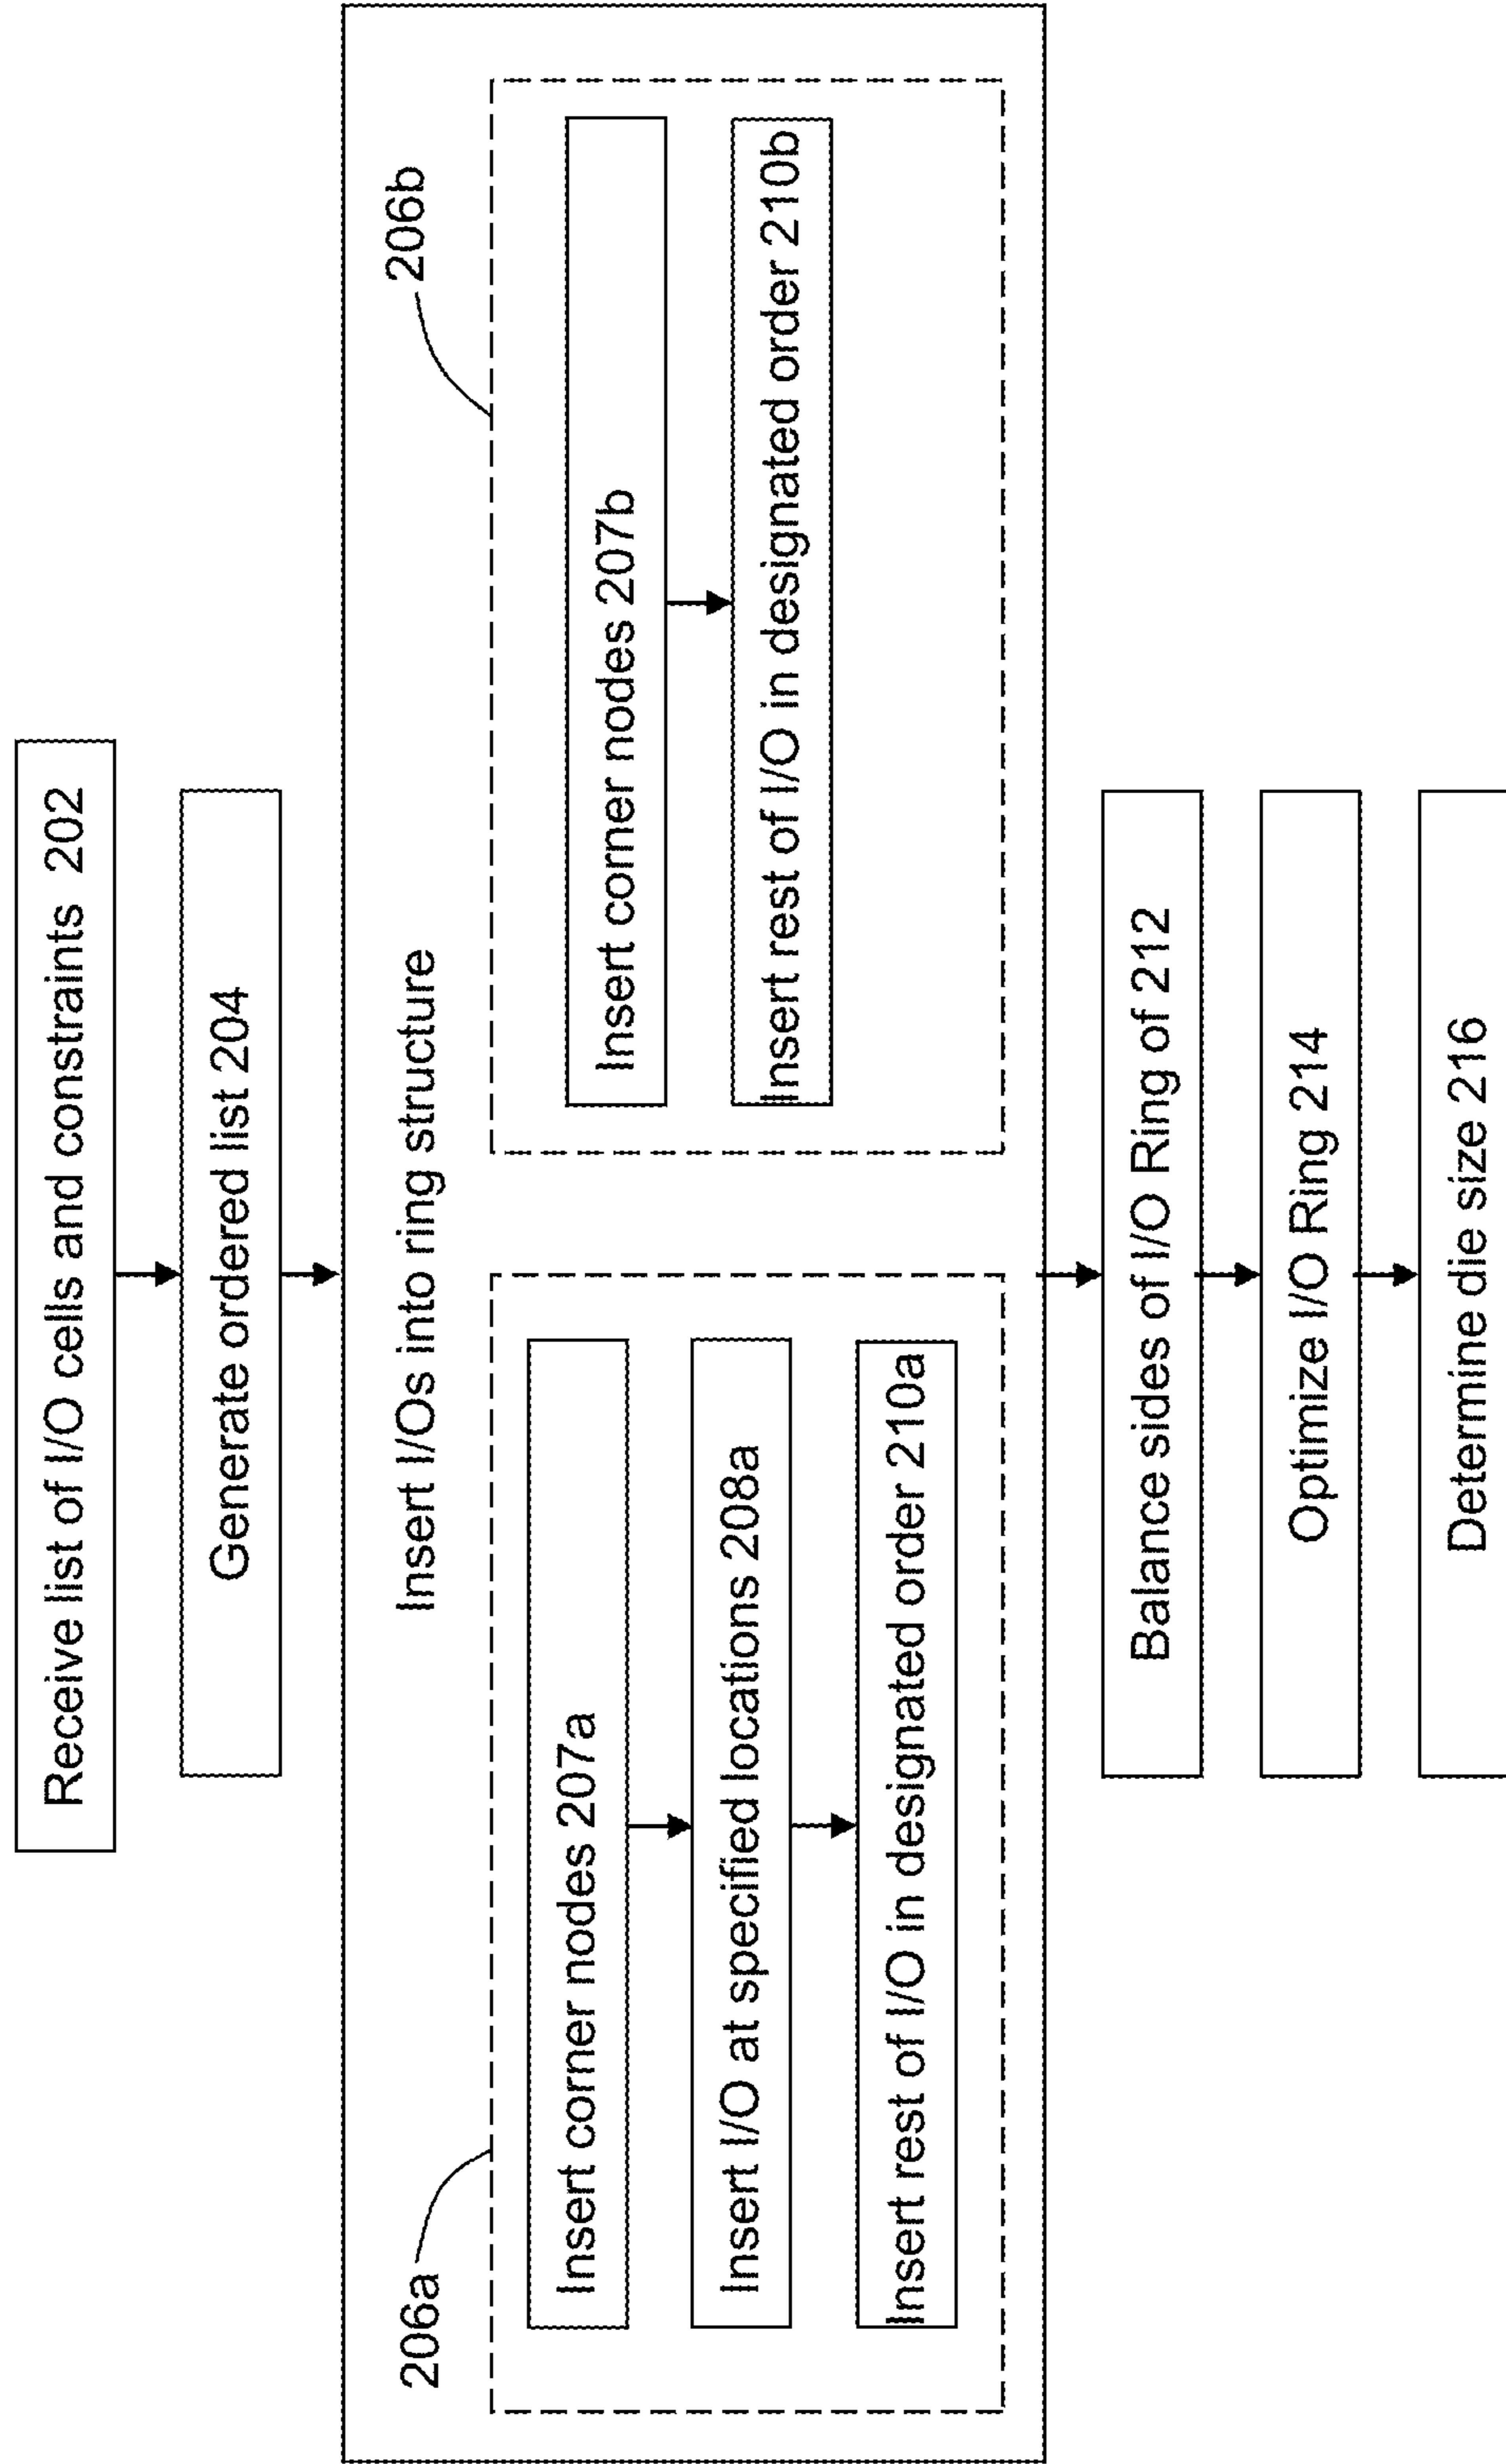 Receive list of I/O cells and constraints 202
Generate ordered list 204
Insert I/Os into ring structure
206a
Insert corner nodes 207a
Insert I/O at specified locations 208a
Insert rest of I/O in designated order 210a
206b
Insert corner nodes 207b
Insert rest of I/O in designated order 210b
Balance sides of I/O Ring of 212
Optimize I/O Ring 214
Determine die size 216